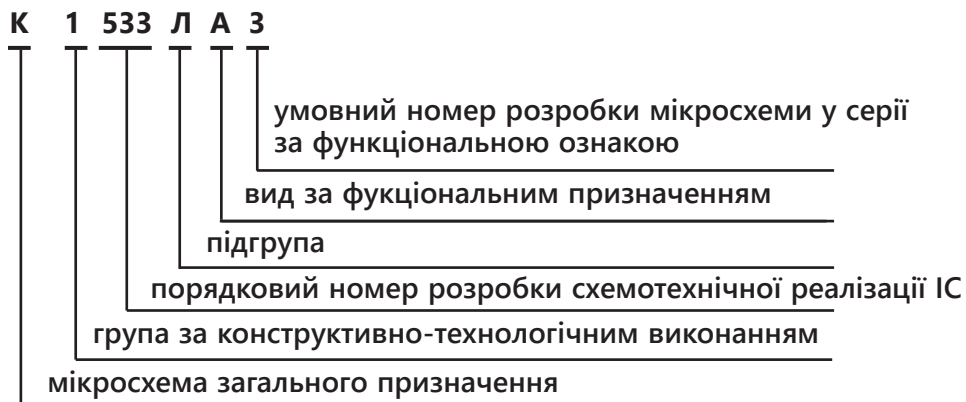 К 1 533 Л А 3
умовний номер розробки мікросхеми у серії
за функціональною ознакою
вид за фукціональним призначенням
підгрупа
порядковий номер розробки схемотехнічної реалізації ІС
група за конструктивно-технологічним виконанням
мікросхема загального призначення